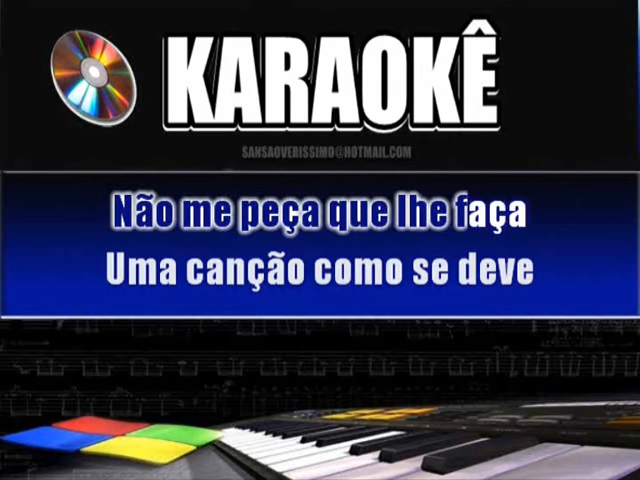 KARAOKÊ
SANSAOVERISSIMO@HOTMAIL.COM
Não me peça que lhe faça
Uma canção como se deve